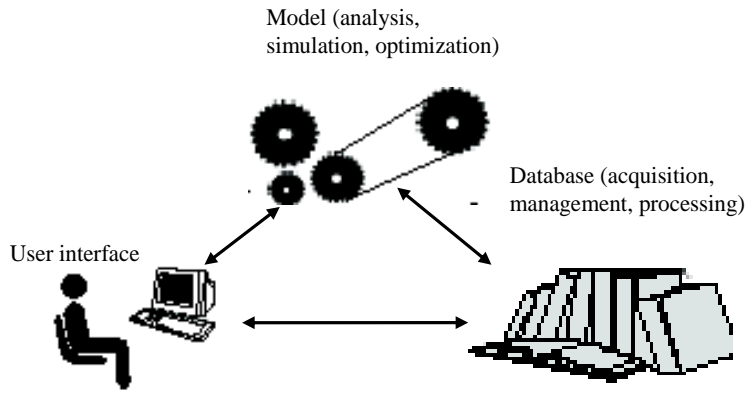 Model (analysis,
simulation, optimization)
Database (acquisition,
management, processing)
User interface